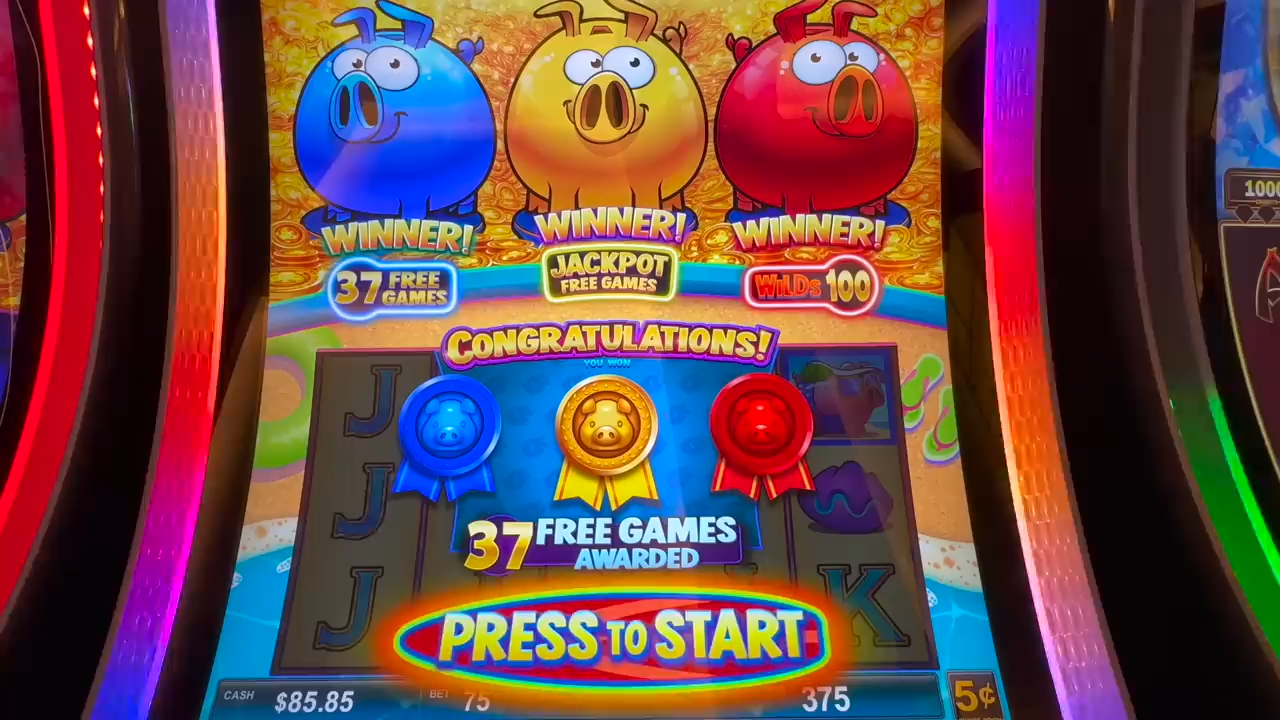 WINNER!
WINNER!
WINNER!
37 FREE GAMES
JACKPOT
FREE GAMES
WILDS 100
CONGRATULATIONS!
YOU WON
J
J
J
K
37 FREE GAMES
AWARDED
PRESS TO START
CASH $85.85
BET 75
375
5¢
1000